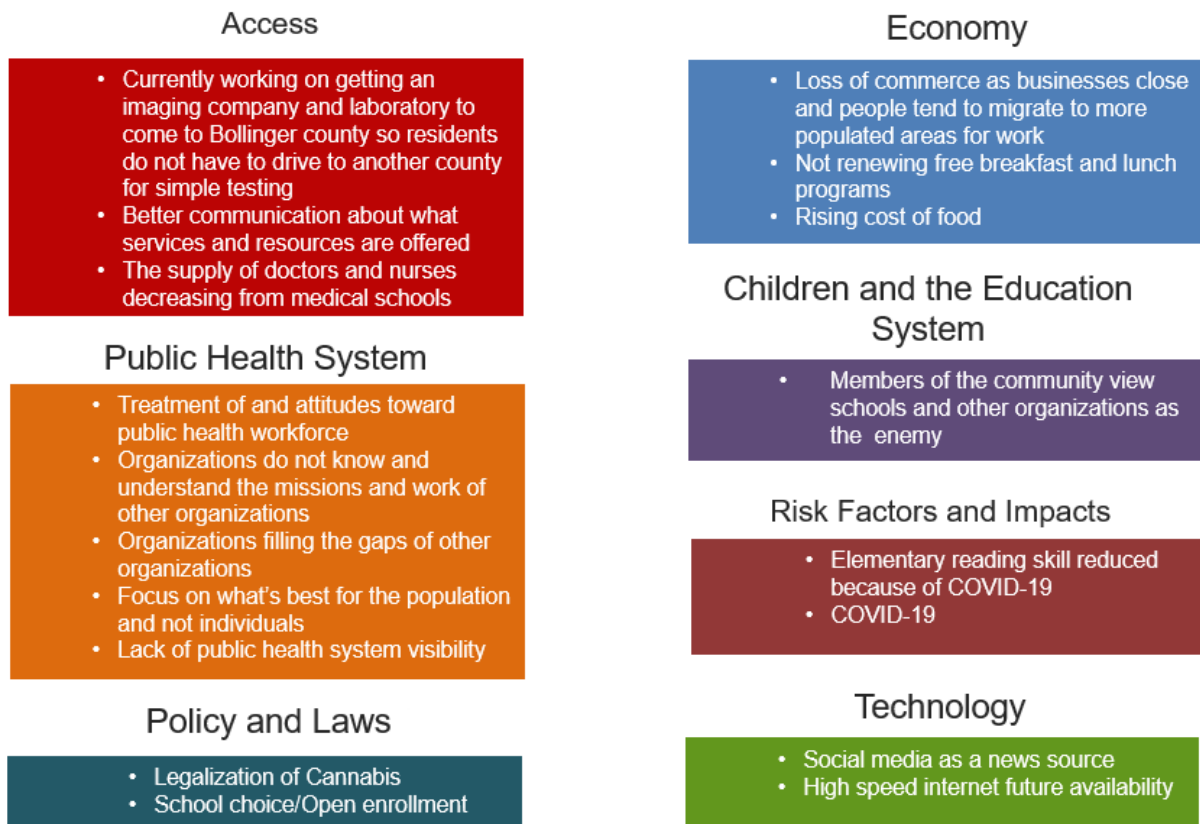 Access
• Currently working on getting an
imaging company and laboratory to
come to Bollinger county so residents
do not have to drive to another county
for simple testing
• Better communication about what
services and resources are offered
• The supply of doctors and nurses
decreasing from medical schools
Public Health System
• Treatment of and attitudes toward
public health workforce
• Organizations do not know and
understand the missions and work of
other organizations
• Organizations filling the gaps of other
organizations
• Focus on what’s best for the population
and not individuals
• Lack of public health system visibility
Policy and Laws
• Legalization of Cannabis
• School choice/Open enrollment
Economy
• Loss of commerce as businesses close
and people tend to migrate to more
populated areas for work
• Not renewing free breakfast and lunch
programs
• Rising cost of food
Children and the Education
System
• Members of the community view
schools and other organizations as
the enemy
Risk Factors and Impacts
• Elementary reading skill reduced
because of COVID-19
• COVID-19
Technology
• Social media as a news source
• High speed internet future availability